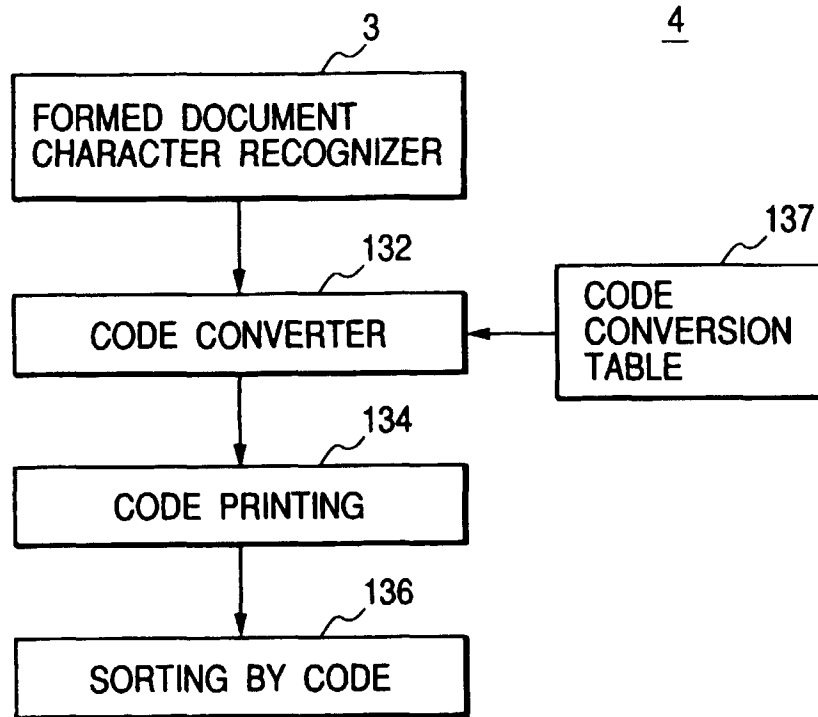 3
4
FORMED DOCUMENT
CHARACTER RECOGNIZER
132
137
CODE CONVERTER
CODE
CONVERSION
TABLE
134
CODE PRINTING
136
SORTING BY CODE